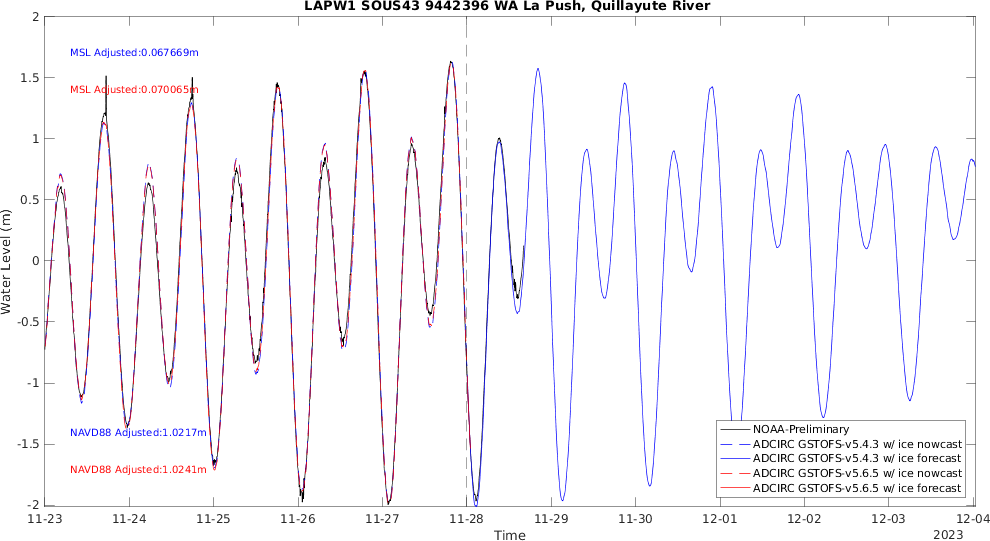 LAPW1 SOUS43 9442396 WA La Push, Quillayute River
MSL Adjusted:0.067669m
MSL Adjusted:0.070065m
NAVD88 Adjusted:1.0217m
NAVD88 Adjusted:1.0241m
Water Level (m)
2
1.5
1
0.5
0
-0.5
-1
-1.5
-2
NOAA-Preliminary
ADCIRC GSTOFS-v5.4.3 w/ ice nowcast
ADCIRC GSTOFS-v5.4.3 w/ ice forecast
ADCIRC GSTOFS-v5.6.5 w/ ice nowcast
ADCIRC GSTOFS-v5.6.5 w/ ice forecast
11-23 11-24 11-25 11-26 11-27 11-28 11-29 11-30 12-01 12-02 12-03 12-04
Time
2023